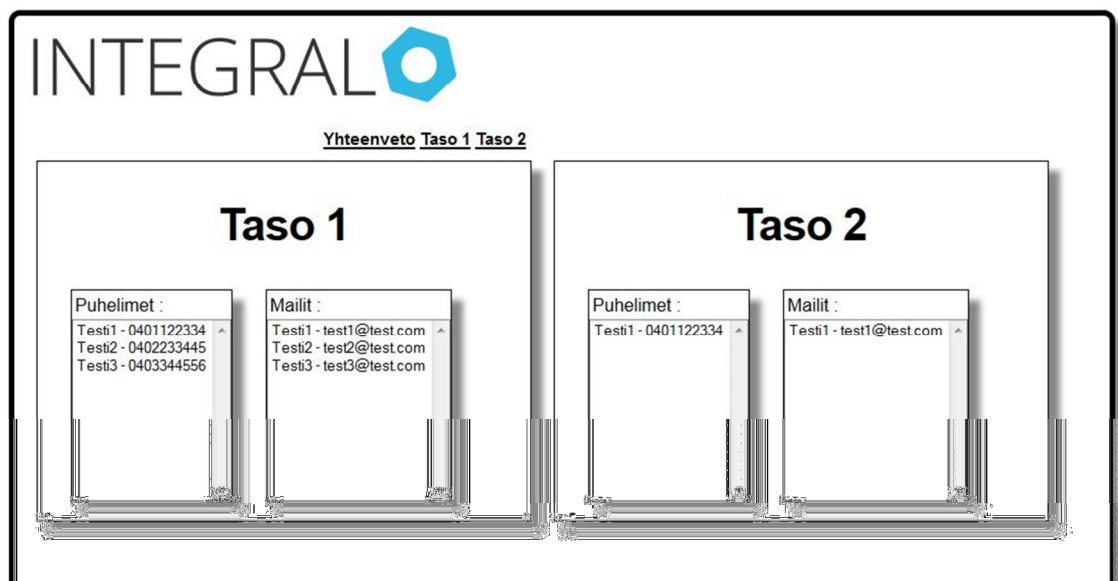 INTEGRAL
Yhteenveto Taso 1 Taso 2
Taso 1
Puhelimet :
Testi1 - 0401122334
Testi2 - 0402233445
Testi3 - 0403344556
Mailit :
Testi1 - test1@test.com
Testi2 - test2@test.com
Testi3 - test3@test.com
Taso 2
Puhelimet :
Testi1 - 0401122334
Mailit :
Testi1 - test1@test.com